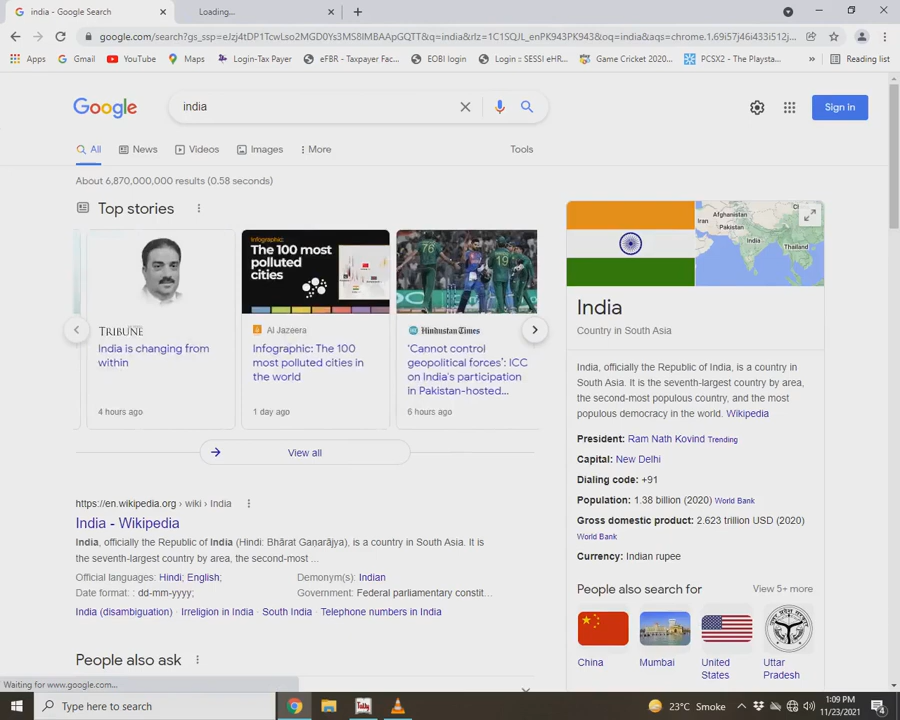 india - Google Search
Loading...
google.com/search?gs_ssp=eJzj4tDP1TcwLso2MGD0Ys3MS8lMBAApGQTT&q=india&rlz=1C1SQJL_enPK943PK943&oq=india&aqs=chrome.1.69i57j46i433i512j...
Apps
Gmail
YouTube
Maps
Login-Tax Payer
eFBR - Taxpayer Fac...
EOBI login
Login :: SESSI eHR...
Game Cricket 2020...
PCSX2 - The Playsta...
»
Reading list
Google
india
Sign in
All
News
Videos
Images
More
Tools
About 6,870,000,000 results (0.58 seconds)
Top stories
TRIBUNE
India is changing from
within
4 hours ago
Infographic:
The 100 most
polluted
cities
Al Jazeera
Infographic: The 100
most polluted cities in
the world
1 day ago
76
19
Hindustan Times
‘Cannot control
geopolitical forces’: ICC
on India's participation
in Pakistan-hosted...
6 hours ago
View all
https://en.wikipedia.org › wiki › India
India - Wikipedia
India, officially the Republic of India (Hindi: Bhārat Gaṇarājya), is a country in South Asia. It is
the seventh-largest country by area, the second-most ...
Official languages: Hindi; English;
Demonym(s): Indian
Date format: : dd-mm-yyyy;
Government: Federal parliamentary constit...
India (disambiguation) · Irreligion in India · South India · Telephone numbers in India
People also ask
Iran
Afghanistan
Pakistan
India
Thailand
India
Country in South Asia
India, officially the Republic of India, is a country in
South Asia. It is the seventh-largest country by area,
the second-most populous country, and the most
populous democracy in the world. Wikipedia
President: Ram Nath Kovind Trending
Capital: New Delhi
Dialing code: +91
Population: 1.38 billion (2020) World Bank
Gross domestic product: 2.623 trillion USD (2020)
World Bank
Currency: Indian rupee
People also search for
View 5+ more
China
Mumbai
United
States
Uttar
Pradesh
Waiting for www.google.com...
Type here to search
Tally
23°C Smoke
1:09 PM
11/23/2021
4